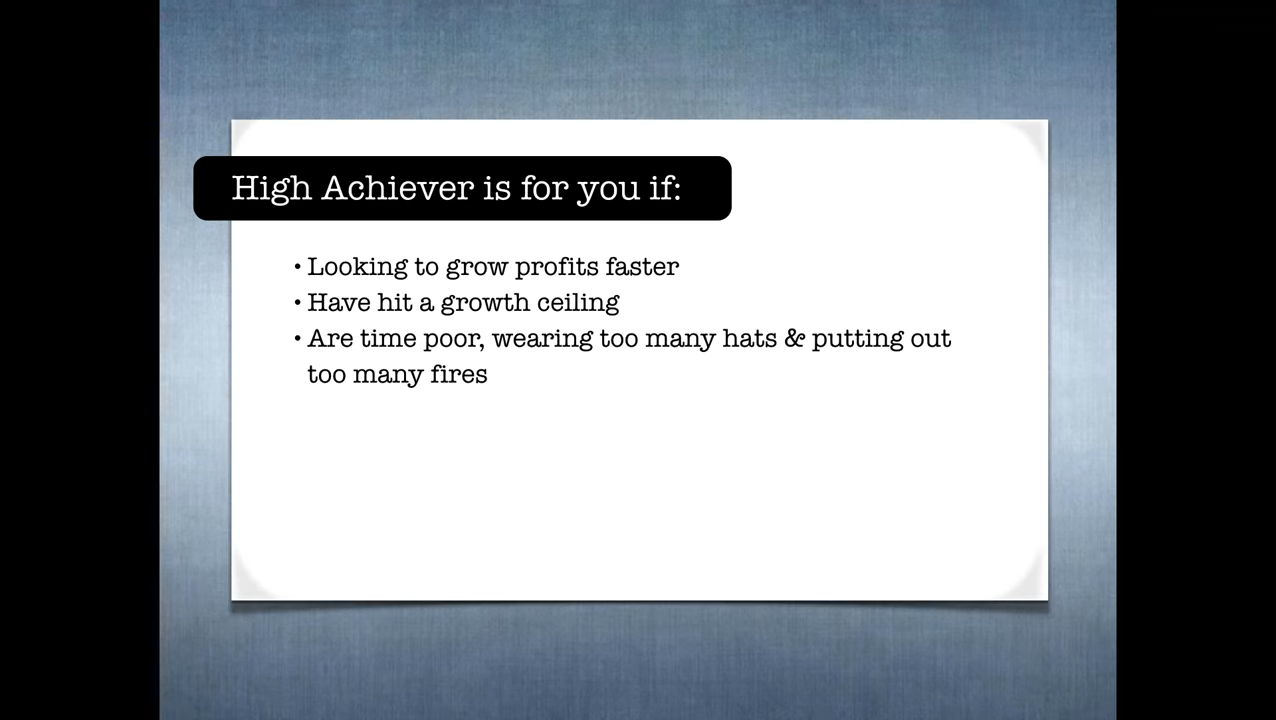 High Achiever is for you if:
• Looking to grow profits faster
• Have hit a growth ceiling
• Are time poor, wearing too many hats & putting out
too many fires